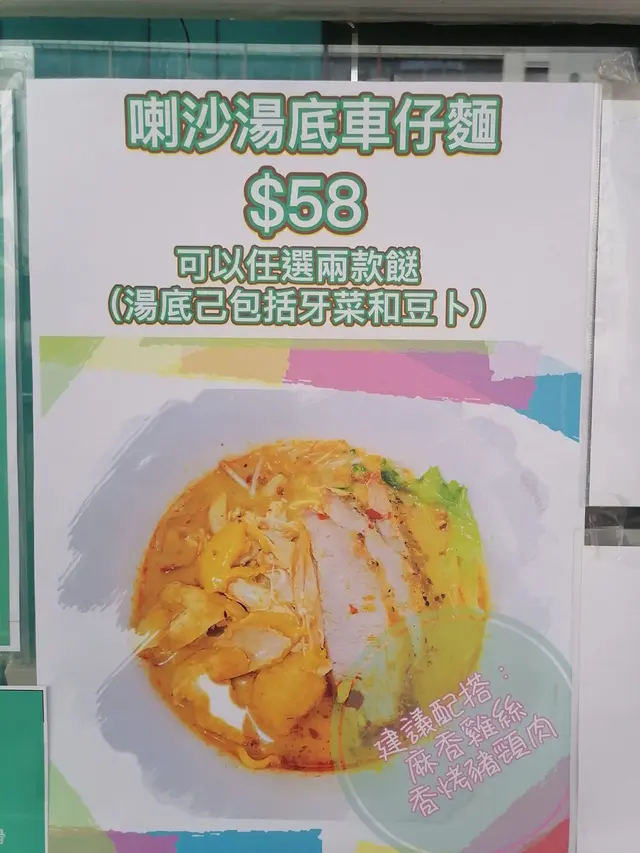 喇沙湯底車仔麵
$58
可以任選兩款餸
（湯底己包括牙菜和豆卜）
建議配搭：
麻香雞絲
香烤豬頸肉